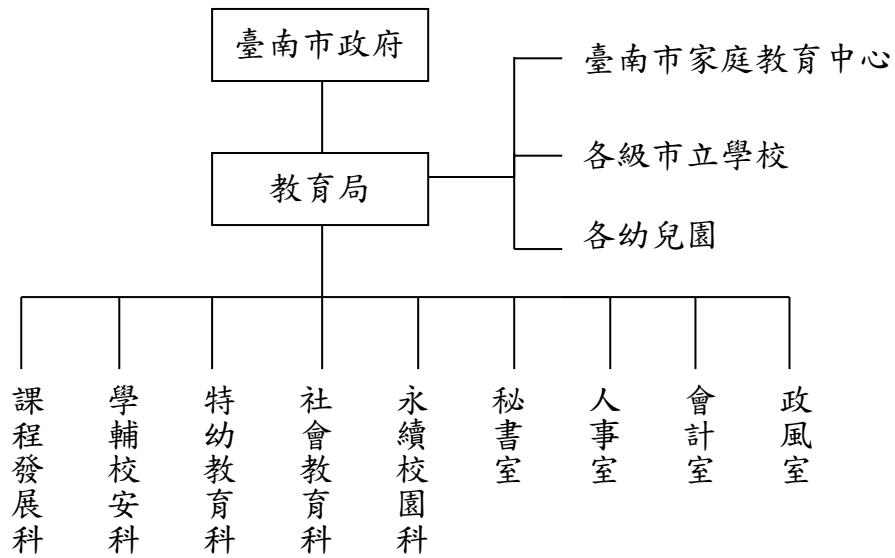 臺南市政府
臺南市家庭教育中心
各級市立學校
教育局
各幼兒園
課程發展科
學輔校安科
特幼教育科
社會教育科
永續校園科
秘書室
人事室
會計室
政風室